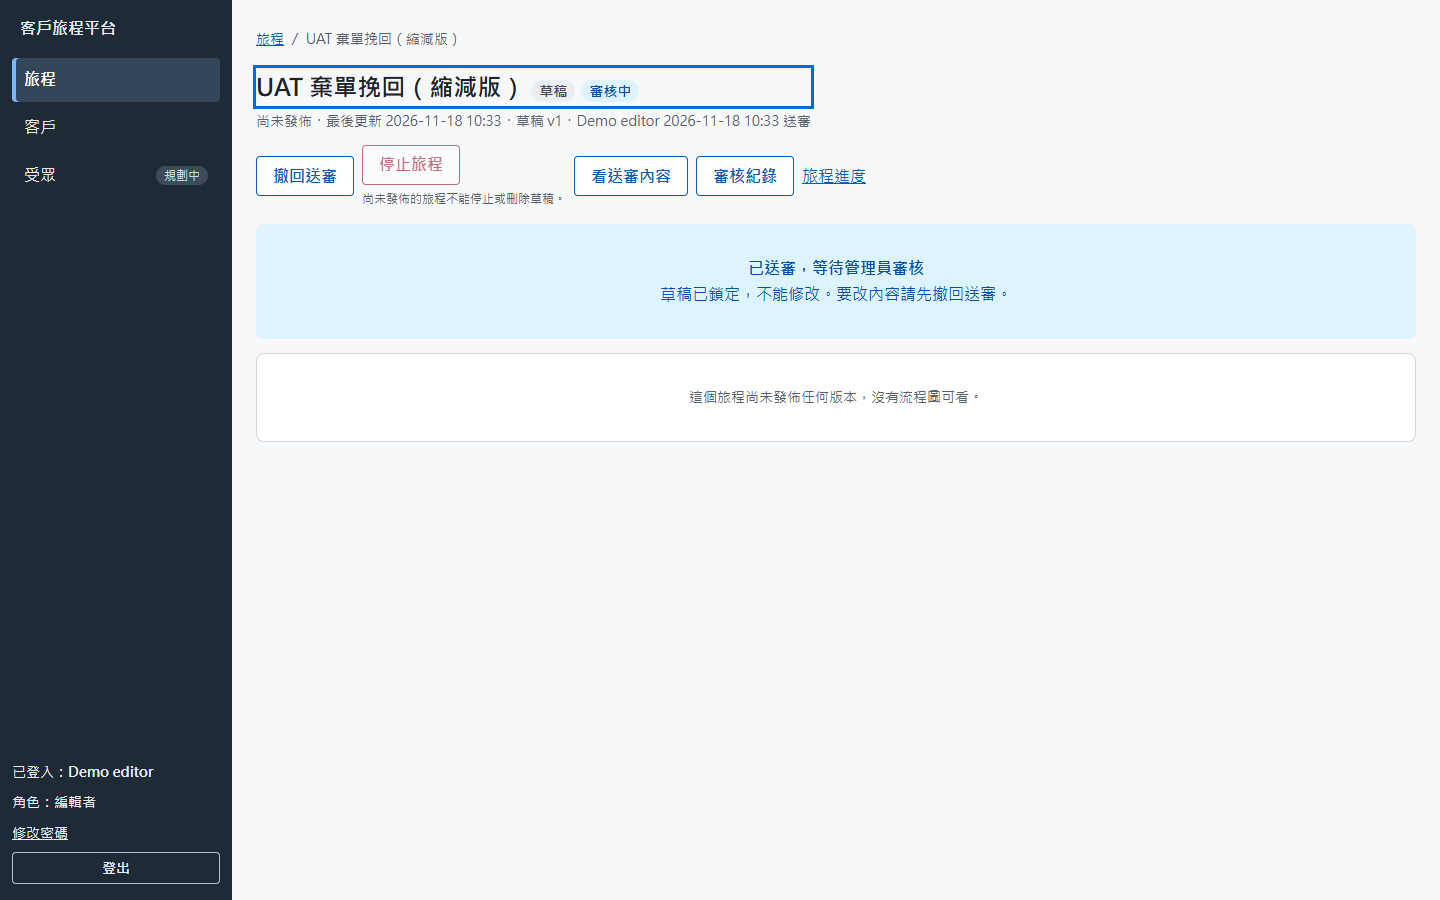 客戶旅程平台
旅程
客戶
受眾 規劃中
已登入：Demo editor
角色：編輯者
修改密碼
登出
旅程 / UAT 棄單挽回（縮減版）
UAT 棄單挽回（縮減版） 草稿 審核中
尚未發佈 · 最後更新 2026-11-18 10:33 · 草稿 v1 · Demo editor 2026-11-18 10:33 送審
撤回送審 停止旅程 看送審內容 審核紀錄 旅程進度
尚未發佈的旅程不能停止或刪除草稿。
已送審，等待管理員審核
草稿已鎖定，不能修改。要改內容請先撤回送審。
這個旅程尚未發佈任何版本，沒有流程圖可看。